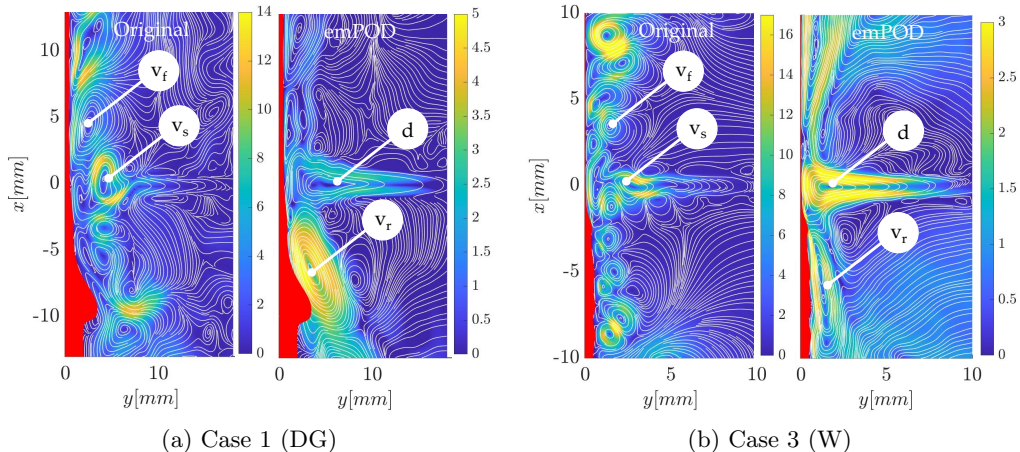 Original
emPOD
Original
emPOD
v_f
v_s
d
v_r
v_f
v_s
d
v_r
10
5
0
-5
-10
x[mm]
14
12
10
8
6
4
2
0
5
4.5
4
3.5
3
2.5
2
1.5
1
0.5
0
10
5
0
-5
-10
x[mm]
16
14
12
10
8
6
4
2
0
3
2.5
2
1.5
1
0.5
0
0 10
0 10
0 5 10
0 5 10
y[mm]
y[mm]
y[mm]
y[mm]
(a) Case 1 (DG)
(b) Case 3 (W)